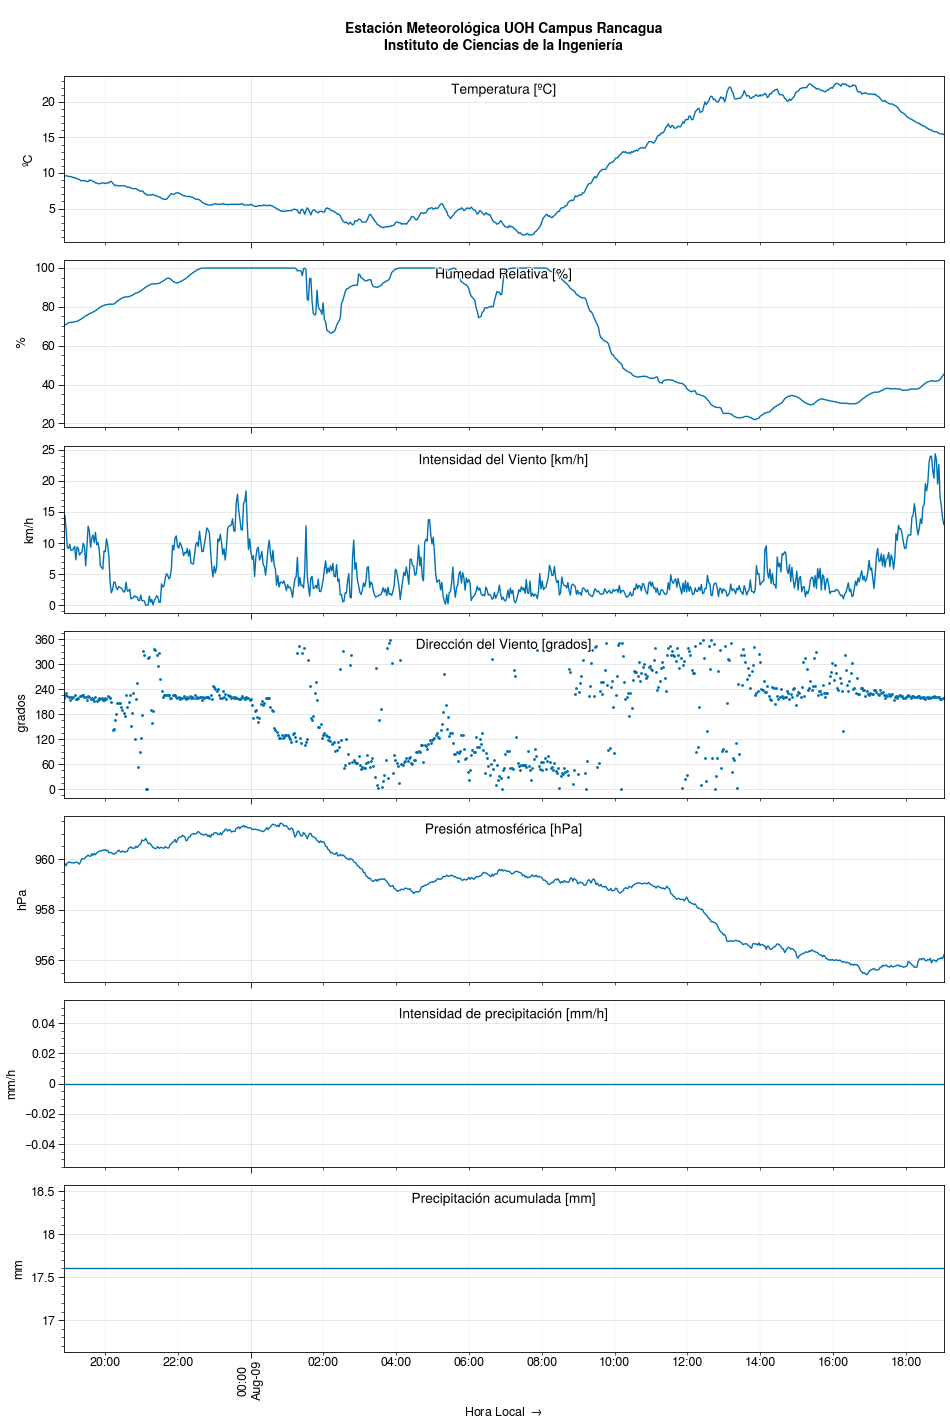 Estación Meteorológica UOH Campus Rancagua
Instituto de Ciencias de la Ingeniería
Temperatura [ºC]
ºC
20
15
10
5
Humedad Relativa [%]
%
100
80
60
40
20
Intensidad del Viento [km/h]
km/h
25
20
15
10
5
0
Dirección del Viento [grados]
grados
360
300
240
180
120
60
0
Presión atmosférica [hPa]
hPa
960
958
956
Intensidad de precipitación [mm/h]
mm/h
0.04
0.02
0
−0.02
−0.04
Precipitación acumulada [mm]
mm
18.5
18
17.5
17
20:00 22:00 00:00 02:00 04:00 06:00 08:00 10:00 12:00 14:00 16:00 18:00
Aug-09
Hora Local →